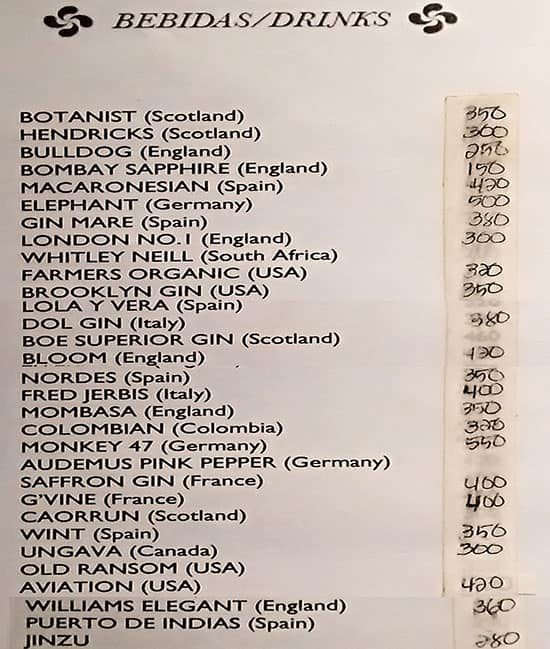 BEBIDAS/DRINKS
BOTANIST (Scotland) 350
HENDRICKS (Scotland) 300
BULLDOG (England) 250
BOMBAY SAPPHIRE (England) 150
MACARONESIAN (Spain) 420
ELEPHANT (Germany) 500
GIN MARE (Spain) 380
LONDON NO.1 (England) 300
WHITLEY NEILL (South Africa)
FARMERS ORGANIC (USA) 320
BROOKLYN GIN (USA) 350
LOLA Y VERA (Spain)
DOL GIN (Italy) 380
BOE SUPERIOR GIN (Scotland)
BLOOM (England) 420
NORDES (Spain) 350
FRED JERBIS (Italy) 400
MOMBASA (England) 350
COLOMBIAN (Colombia) 320
MONKEY 47 (Germany) 550
AUDEMUS PINK PEPPER (Germany)
SAFFRON GIN (France) 400
G'VINE (France) 400
CAORRUN (Scotland)
WINT (Spain) 350
UNGAVA (Canada) 300
OLD RANSOM (USA)
AVIATION (USA) 420
WILLIAMS ELEGANT (England) 360
PUERTO DE INDIAS (Spain)
JINZU 280